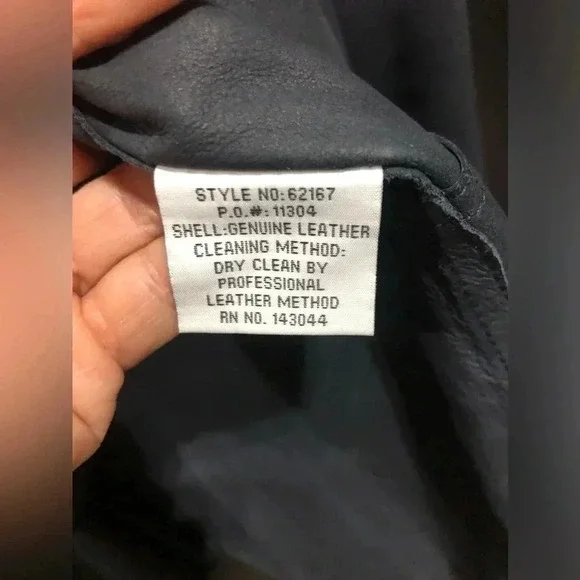 STYLE NO:62167
P.O.#:11304
SHELL:GENUINE LEATHER
CLEANING METHOD:
DRY CLEAN BY
PROFESSIONAL
LEATHER METHOD
RN NO. 143044